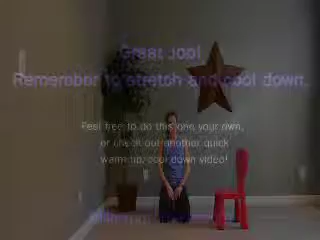 Great job!
Remember to stretch and cool down.
Feel free to do this one your own,
or check out another quick
warm up/cool down video!